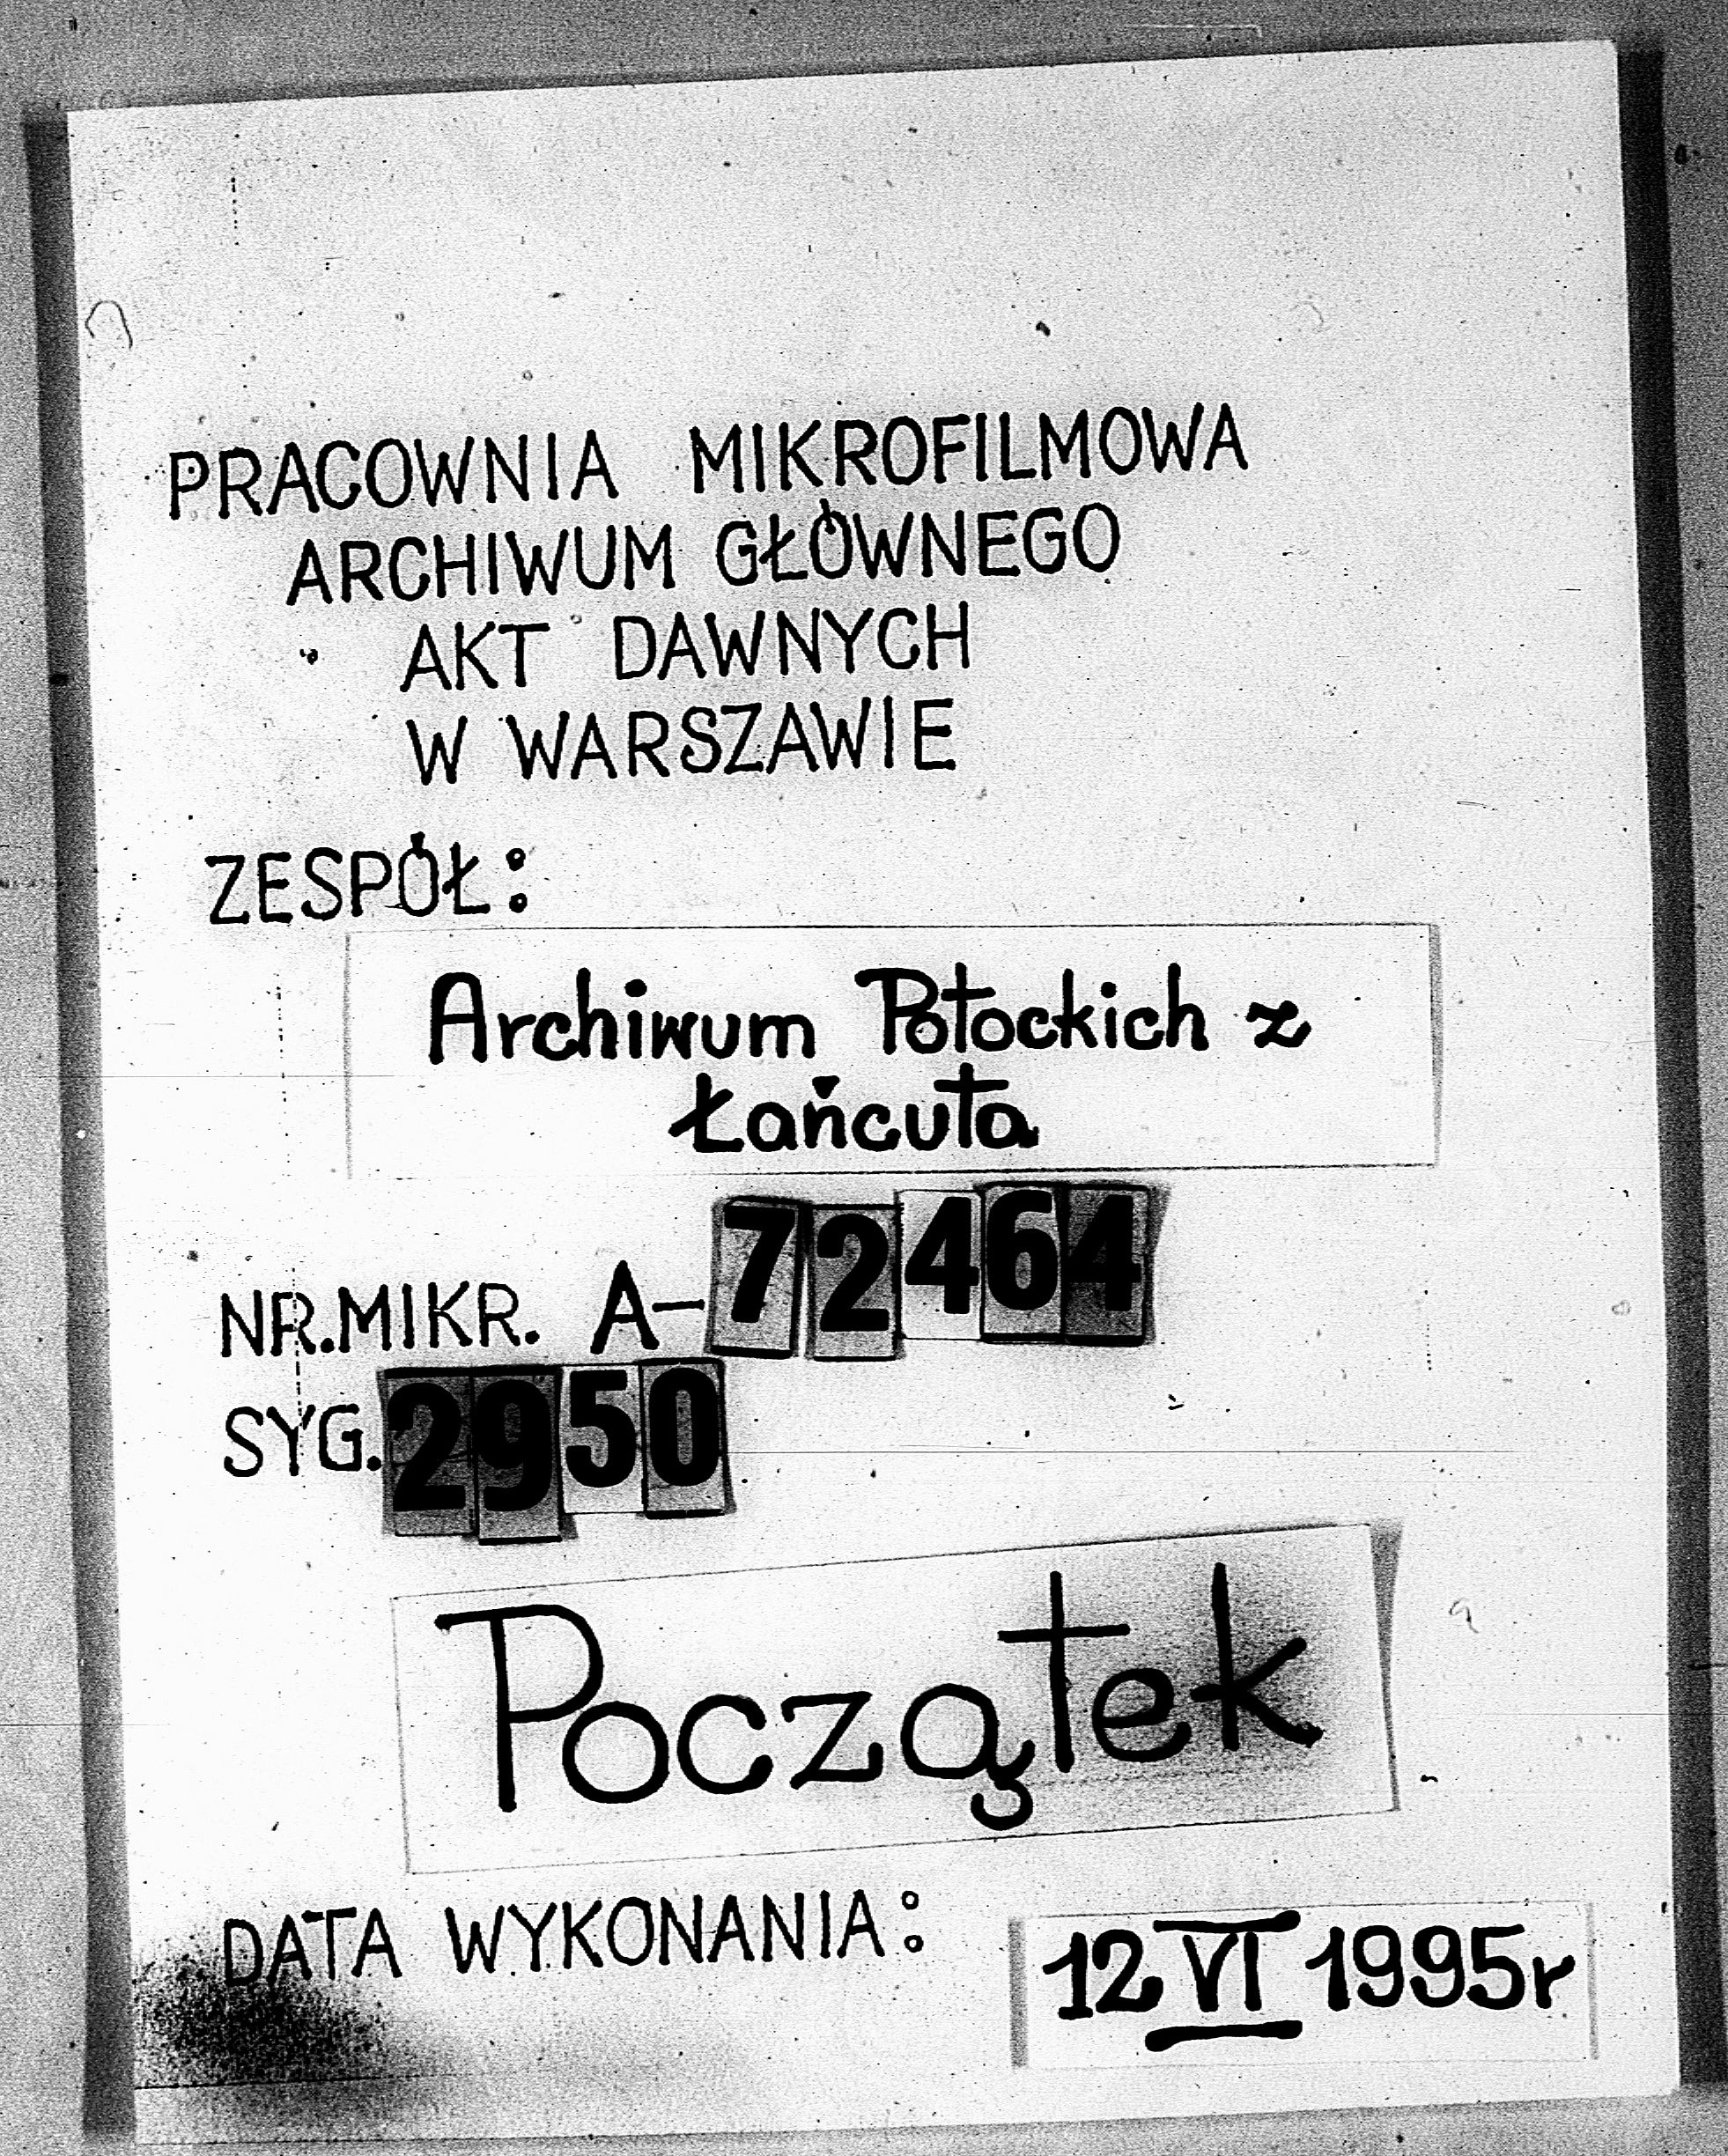 PRACOWNIA MIKROFILMOWA
ARCHIWUM GŁÓWNEGO
AKT DAWNYCH
W WARSZAWIE
ZESPÓŁ:
Archiwum Potockich z
Łańcuta
NR.MIKR. A-72464
SYG. 2950
Początek
DATA WYKONANIA: 12 VI 1995r